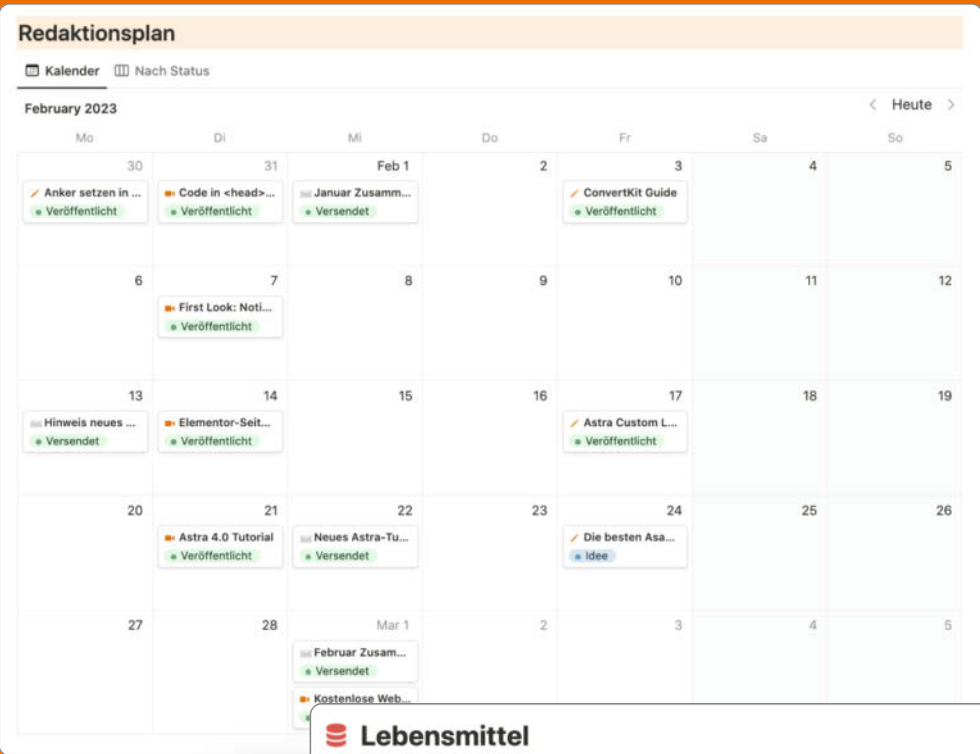 Redaktionsplan
Kalender Nach Status
February 2023 Heute
Mo Di Mi Do Fr Sa So
30 31 Feb 1 2 3 4 5
Anker setzen in ... Code in <head>... Januar Zusamm... ConvertKit Guide
Veröffentlicht Veröffentlicht Versendet Veröffentlicht
6 7 8 9 10 11 12
First Look: Noti...
Veröffentlicht
13 14 15 16 17 18 19
Hinweis neues ... Elementor-Seit... Astra Custom L...
Versendet Veröffentlicht Veröffentlicht
20 21 22 23 24 25 26
Astra 4.0 Tutorial Neues Astra-Tu... Die besten Asa...
Veröffentlicht Versendet Idee
27 28 Mar 1 2 3 4 5
Februar Zusam...
Versendet
Kostenlose Web...
Lebensmittel